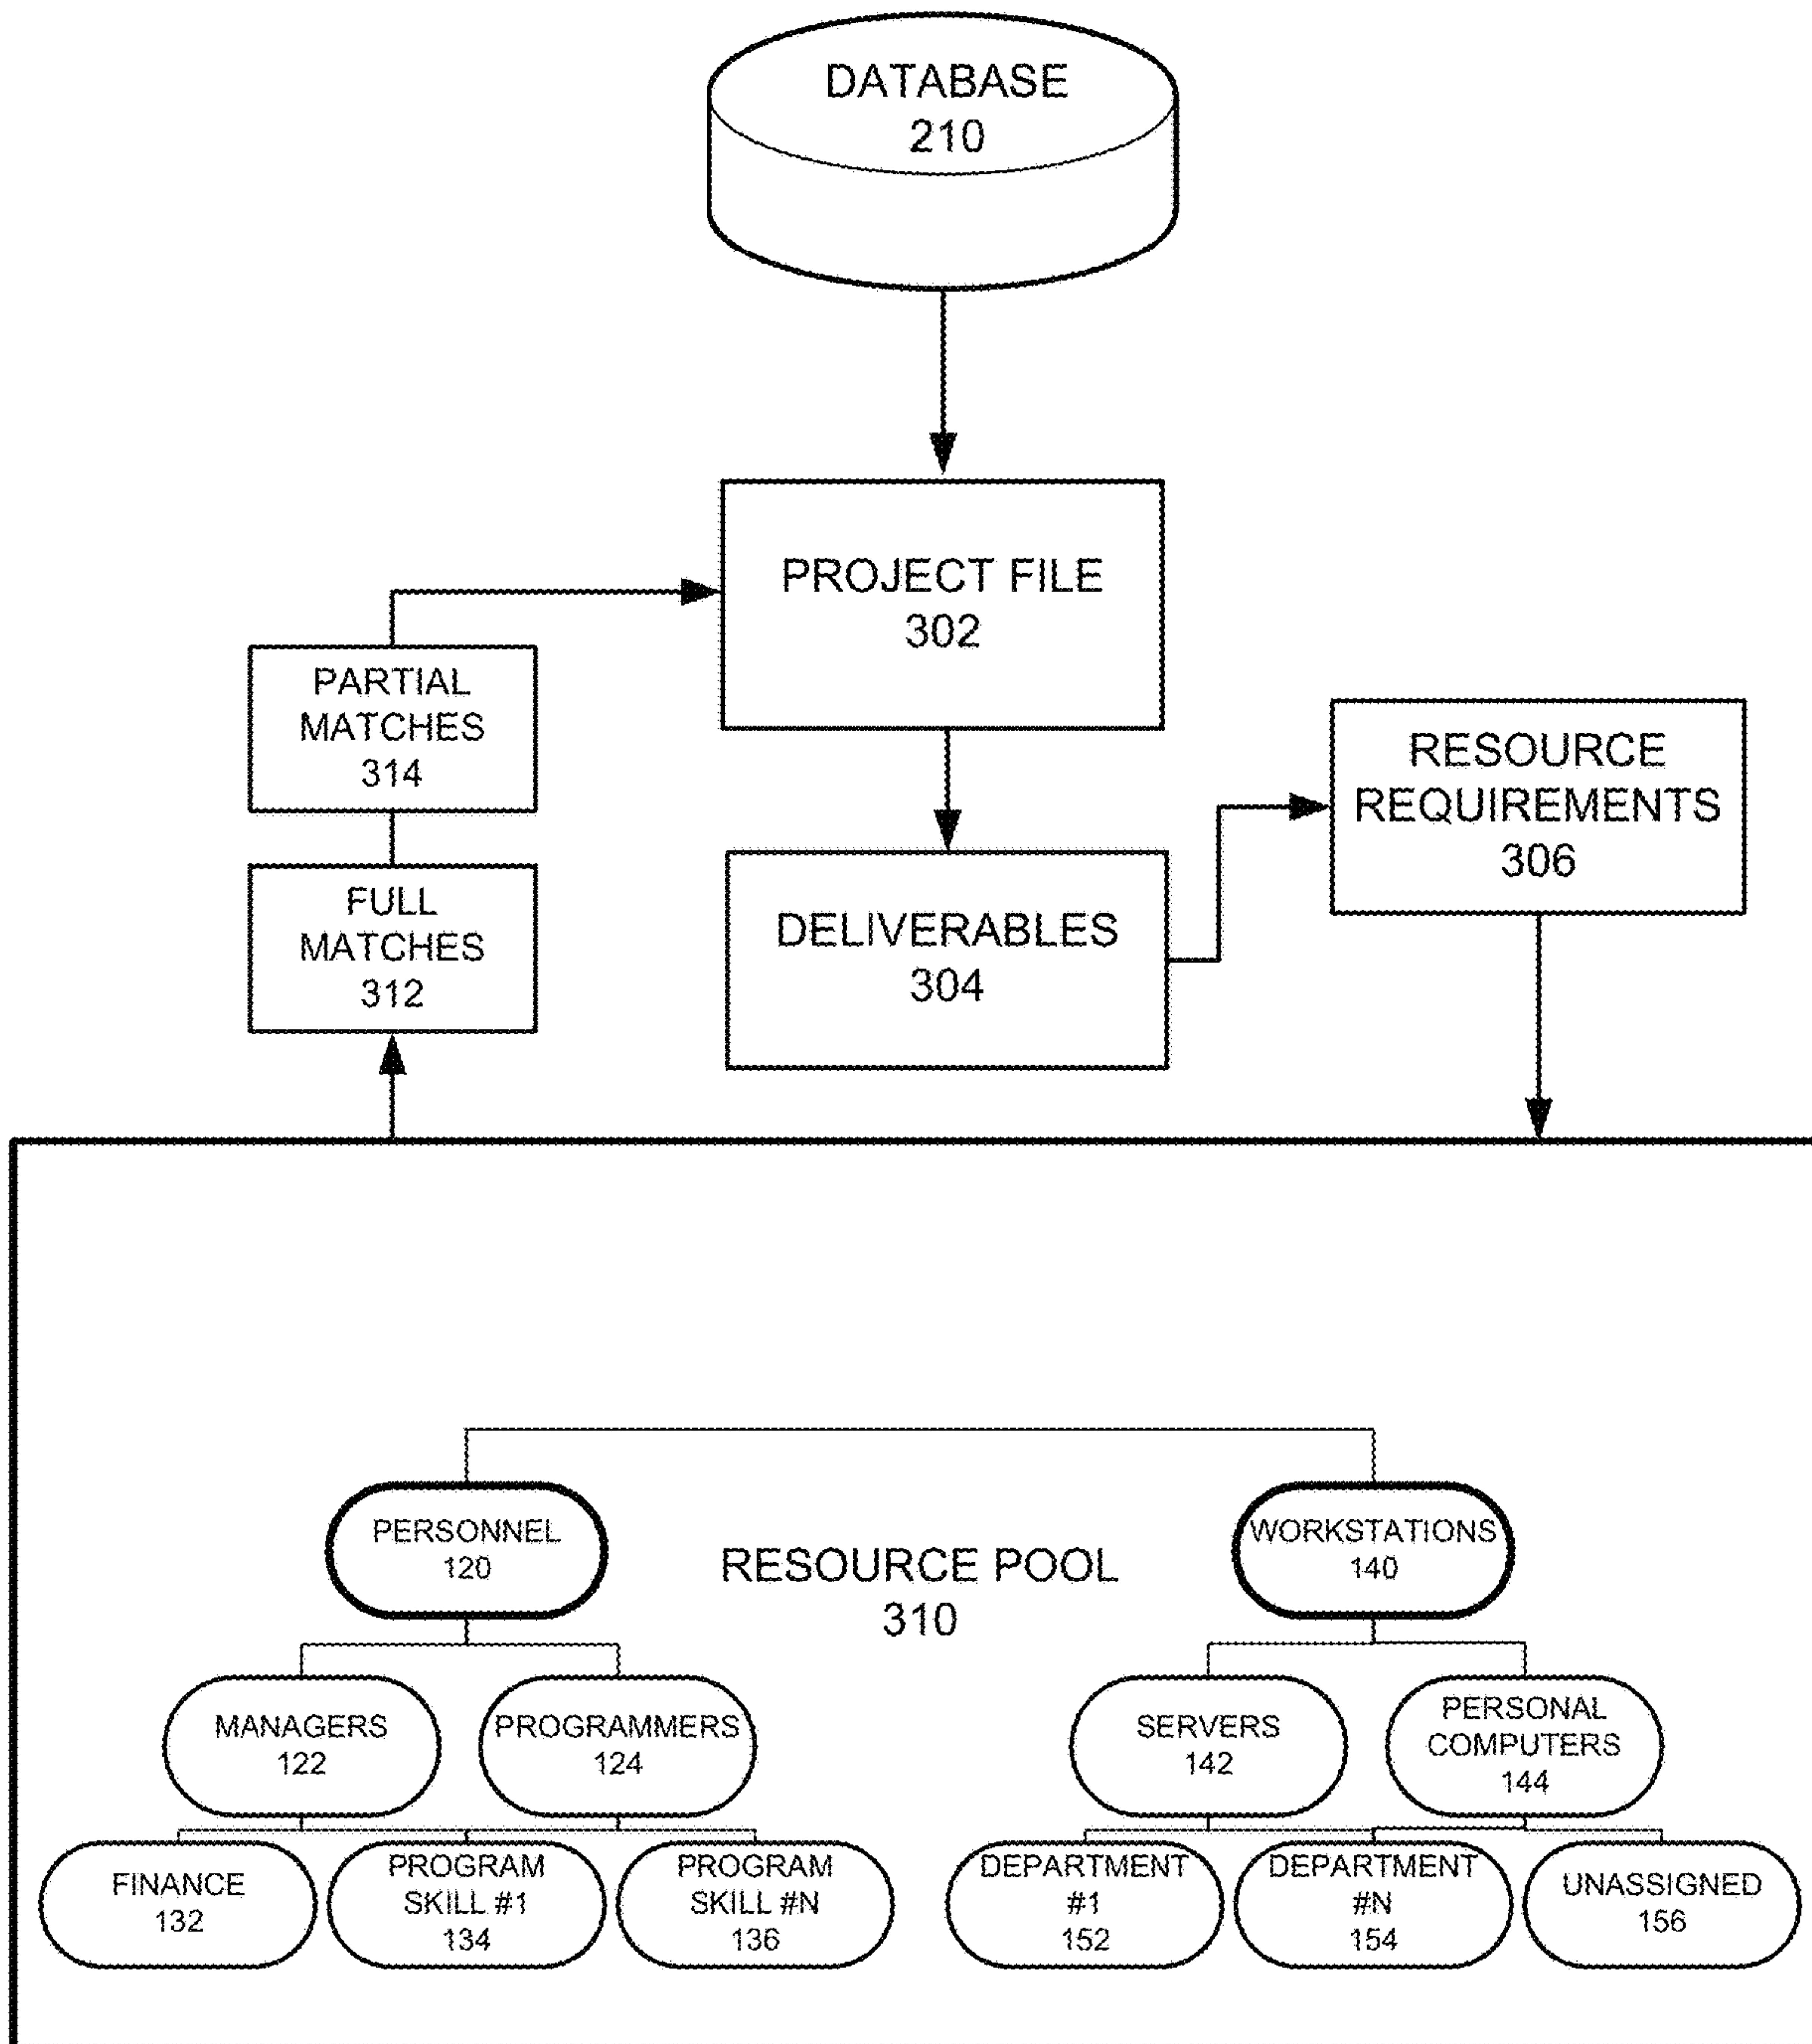 DATABASE
210
PROJECT FILE
302
PARTIAL
MATCHES
314
FULL
MATCHES
312
DELIVERABLES
304
RESOURCE
REQUIREMENTS
306
PERSONNEL
120
RESOURCE POOL
310
WORKSTATIONS
140
MANAGERS
122
PROGRAMMERS
124
SERVERS
142
PERSONAL
COMPUTERS
144
FINANCE
132
PROGRAM
SKILL #1
134
PROGRAM
SKILL #N
136
DEPARTMENT
#1
152
DEPARTMENT
#N
154
UNASSIGNED
156